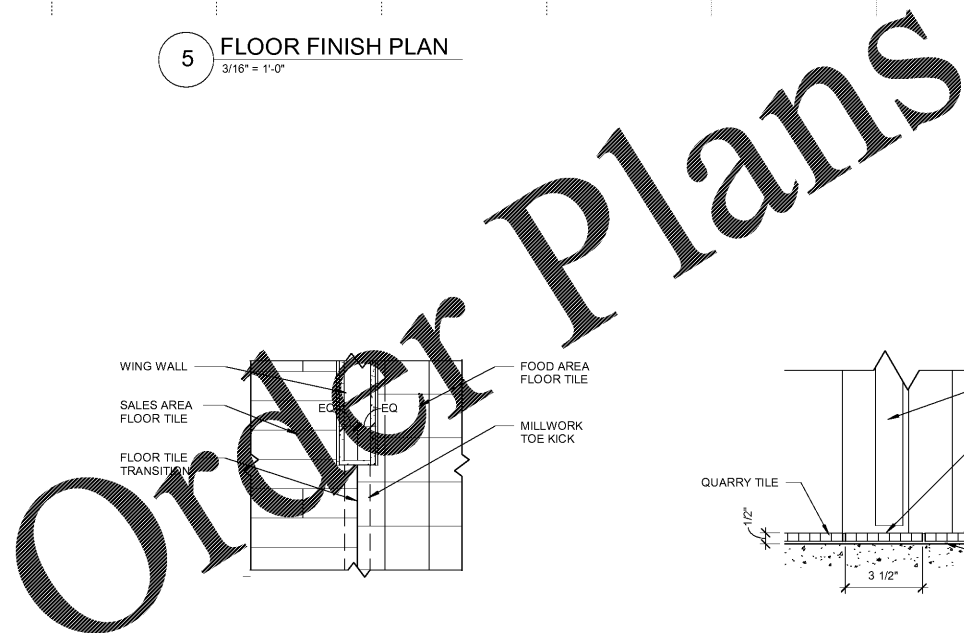 5
FLOOR FINISH PLAN
3/16" = 1'-0"
Order Plans
WING WALL
SALES AREA
FLOOR TILE
FLOOR TILE
TRANSITION
EQ
EQ
FOOD AREA
FLOOR TILE
MILLWORK
TOE KICK
QUARRY TILE
1/2"
3 1/2"